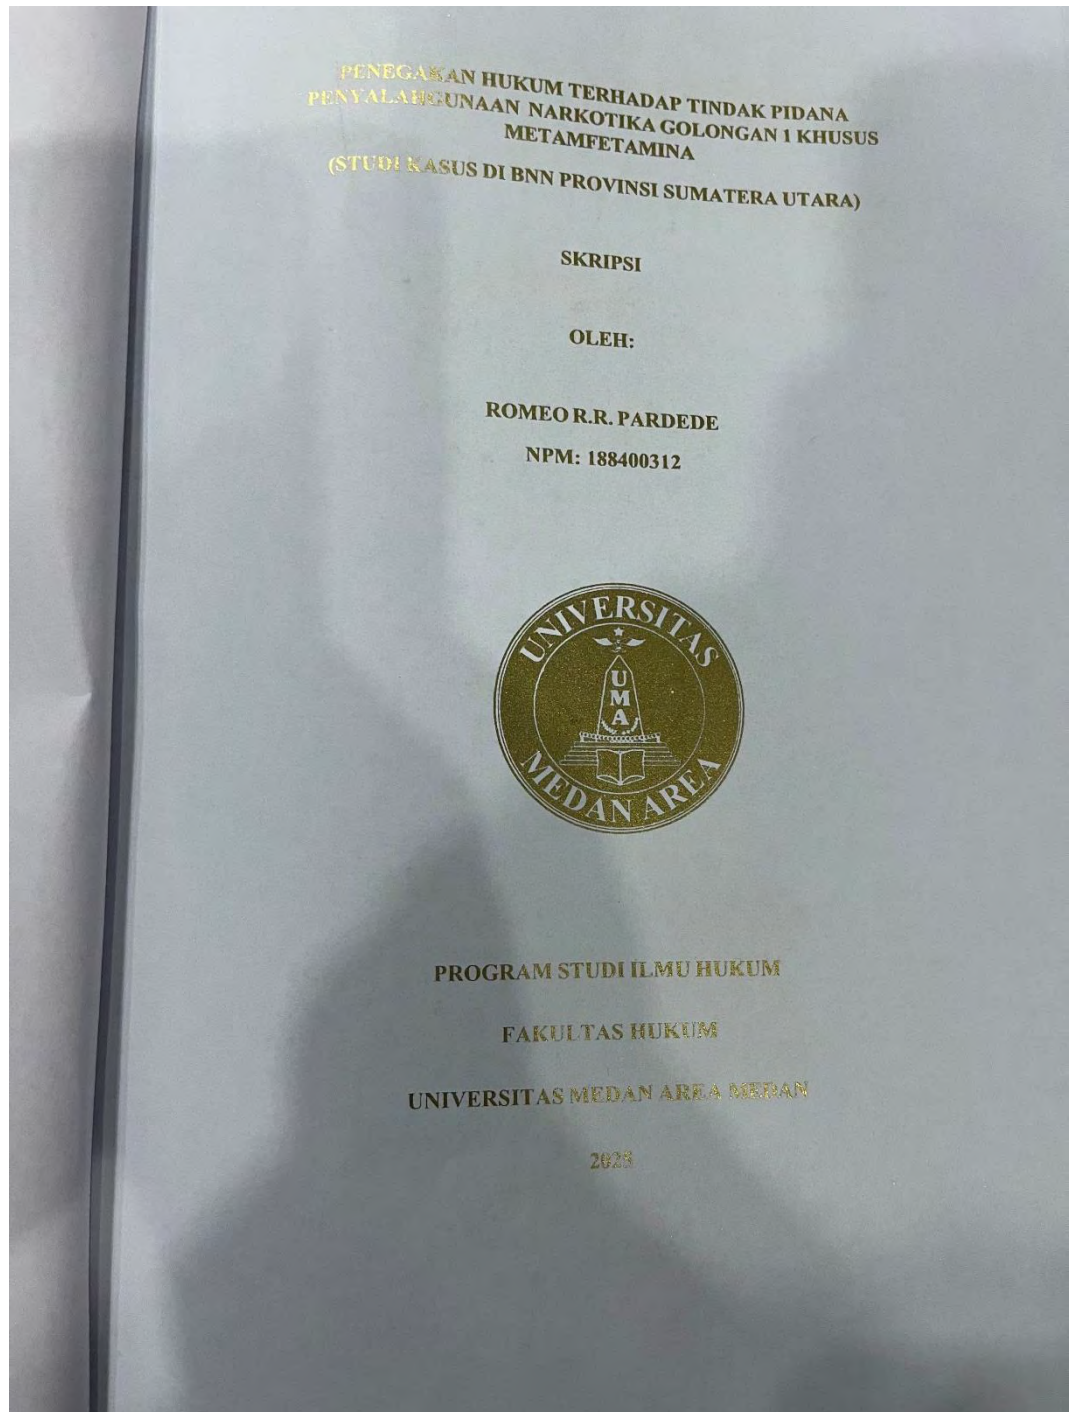 PENEGAKAN HUKUM TERHADAP TINDAK PIDANA
PENYALAHGUNAAN NARKOTIKA GOLONGAN 1 KHUSUS
METAMFETAMINA
(STUDI KASUS DI BNN PROVINSI SUMATERA UTARA)
SKRIPSI
OLEH:
ROMEO R.R. PARDEDE
NPM: 188400312
UNIVERSITAS
UMA
MEDAN AREA
PROGRAM STUDI ILMU HUKUM
FAKULTAS HUKUM
UNIVERSITAS MEDAN AREA MEDAN